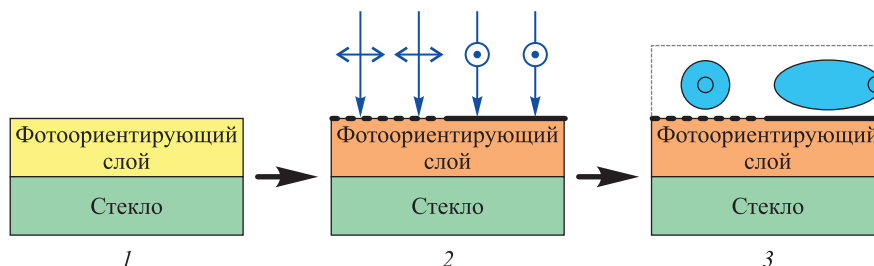 Фотоориентирующий
слой
Стекло
1
Фотоориентирующий
слой
Стекло
2
Фотоориентирующий
слой
Стекло
3